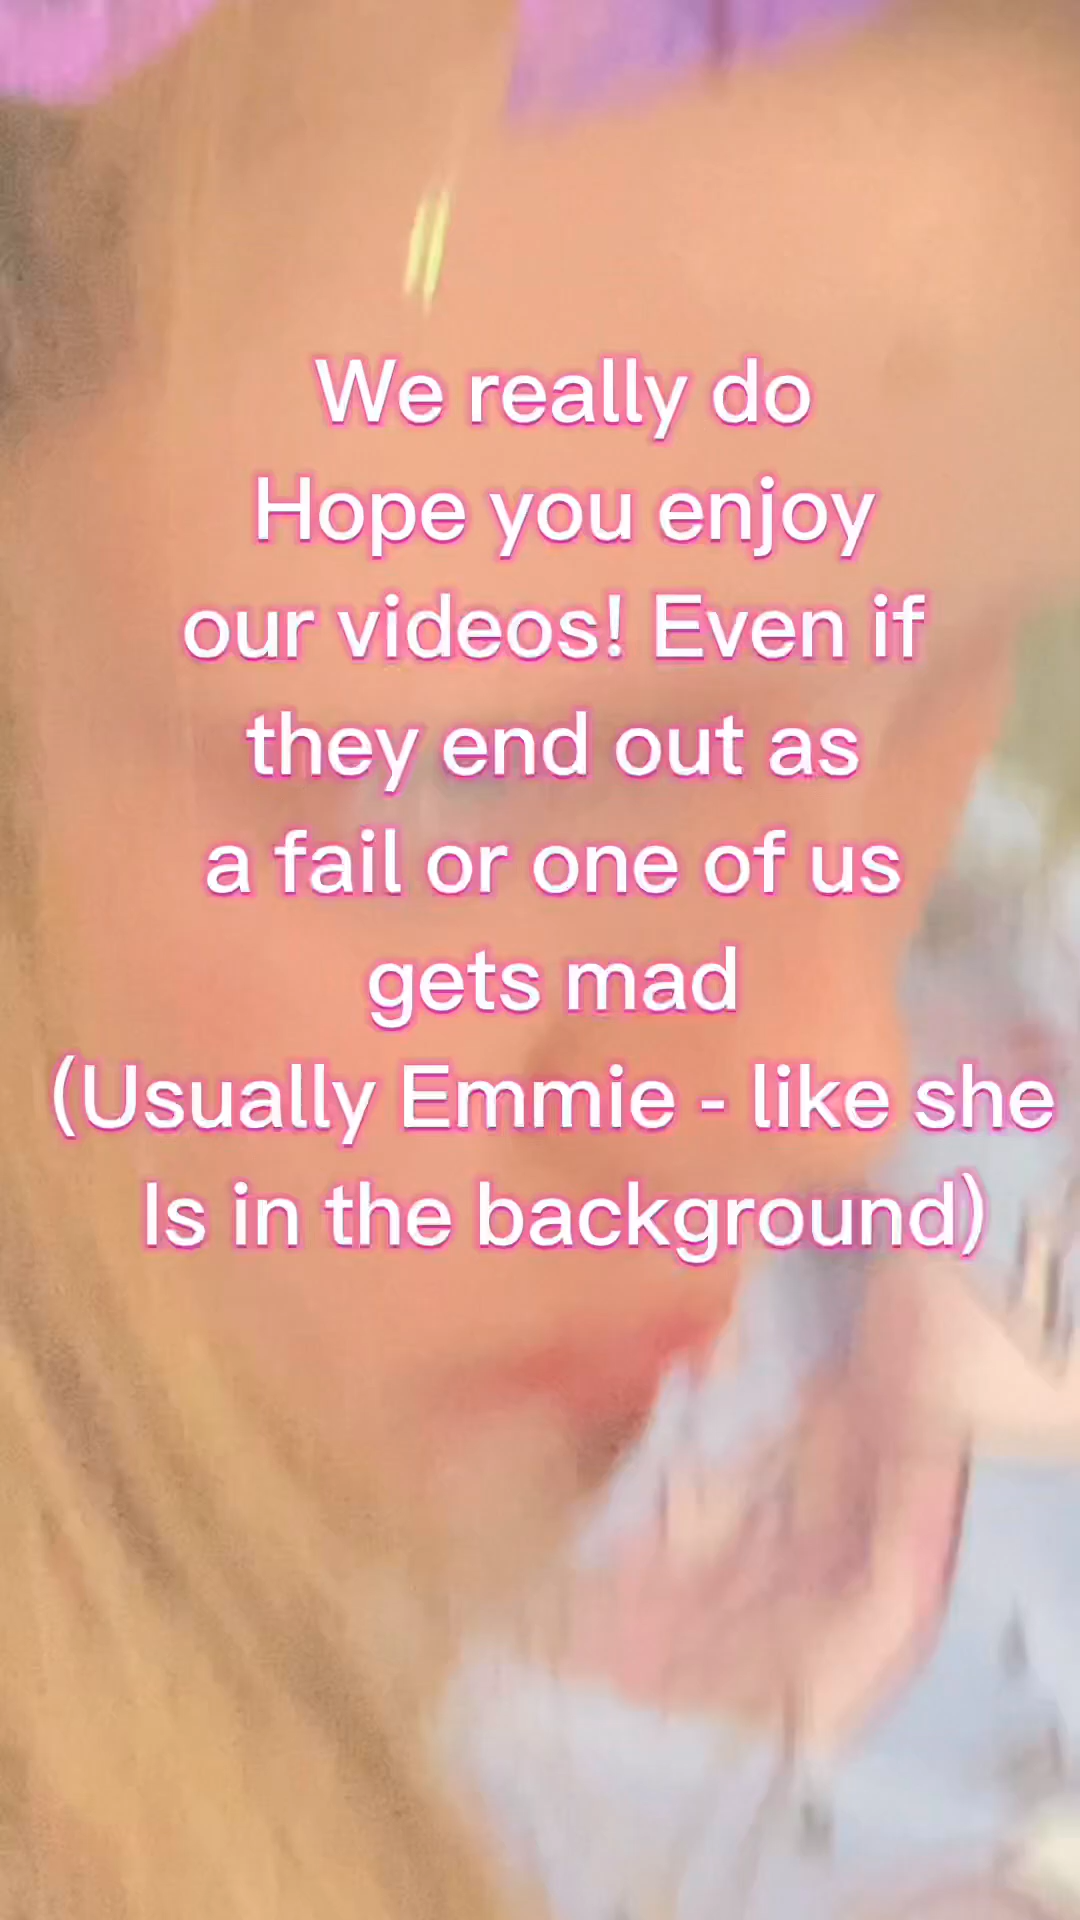 We really do
Hope you enjoy
our videos! Even if
they end out as
a fail or one of us
gets mad
(Usually Emmie - like she
Is in the background)